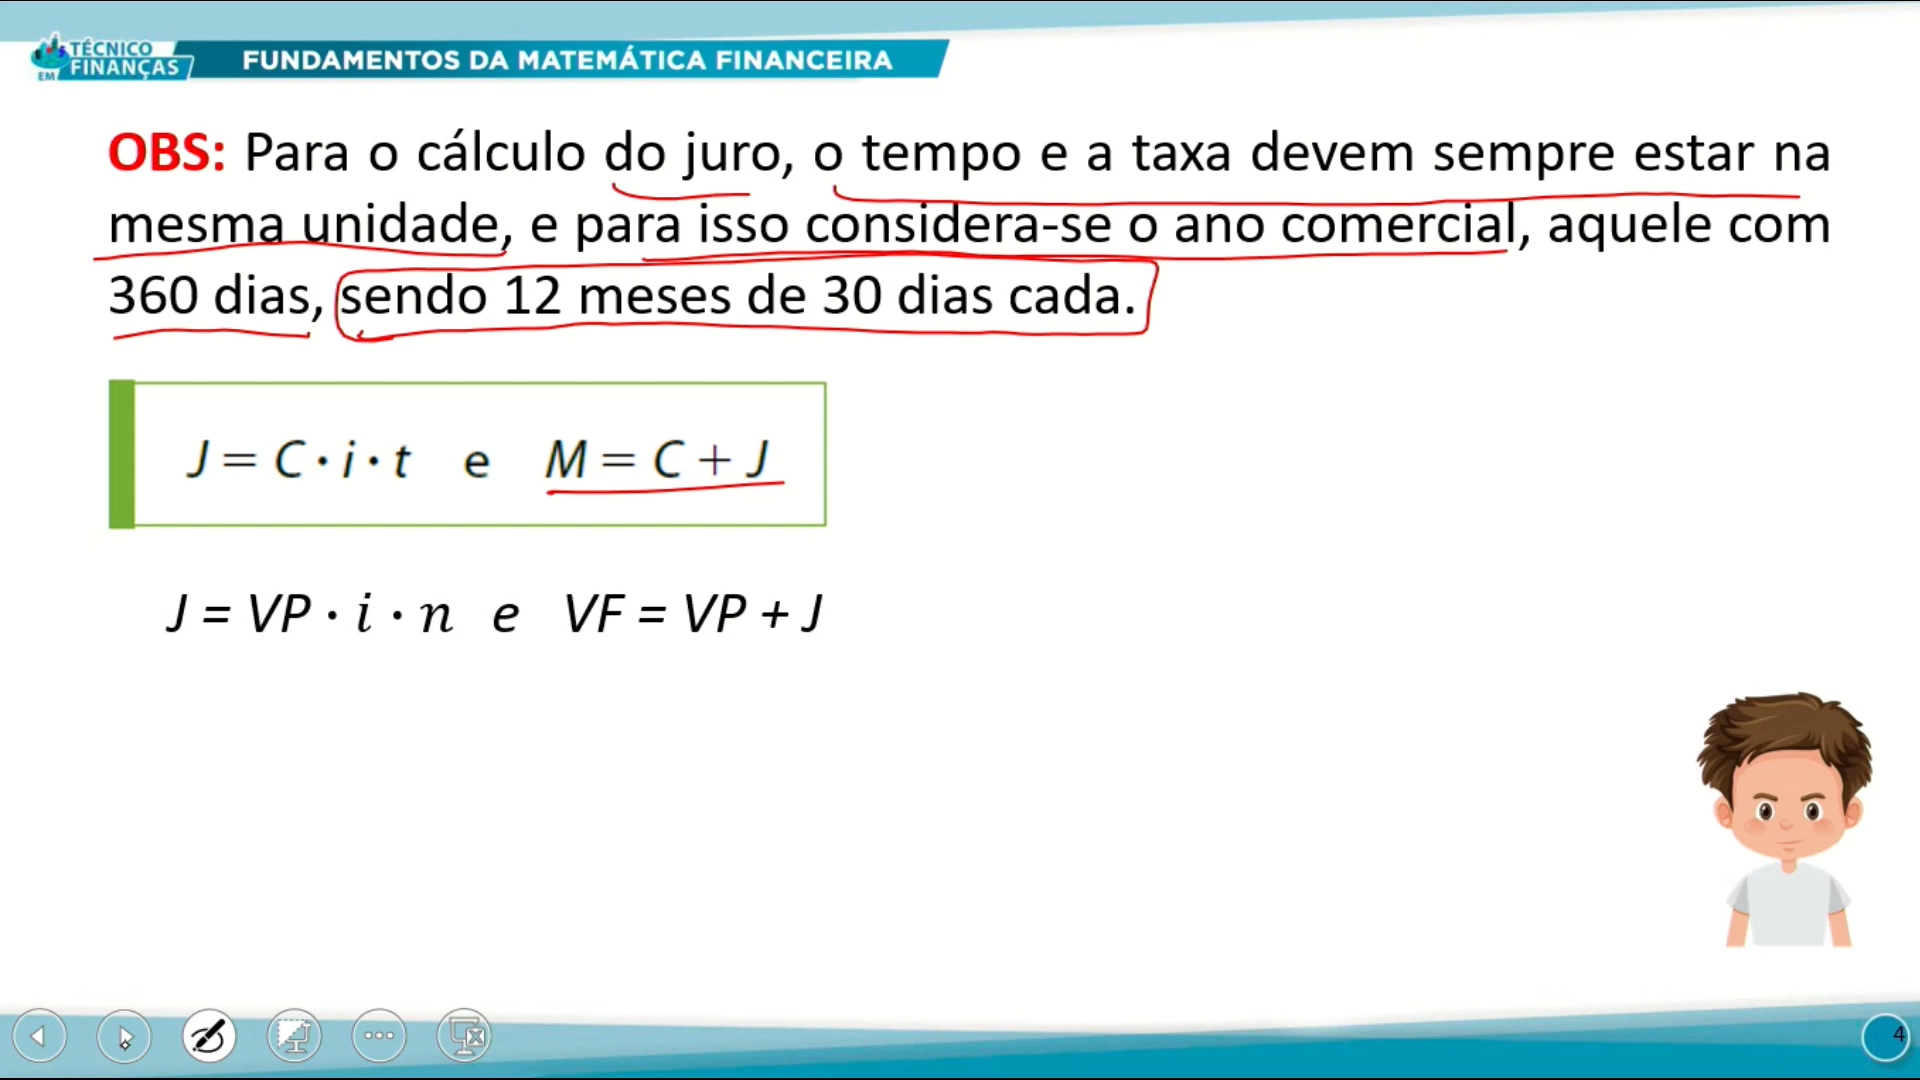 TÉCNICO
EM FINANÇAS
FUNDAMENTOS DA MATEMÁTICA FINANCEIRA
OBS: Para o cálculo do juro, o tempo e a taxa devem sempre estar na
mesma unidade, e para isso considera-se o ano comercial, aquele com
360 dias, sendo 12 meses de 30 dias cada.
J = C · i · t e M = C + J
J = VP · i · n e VF = VP + J
4